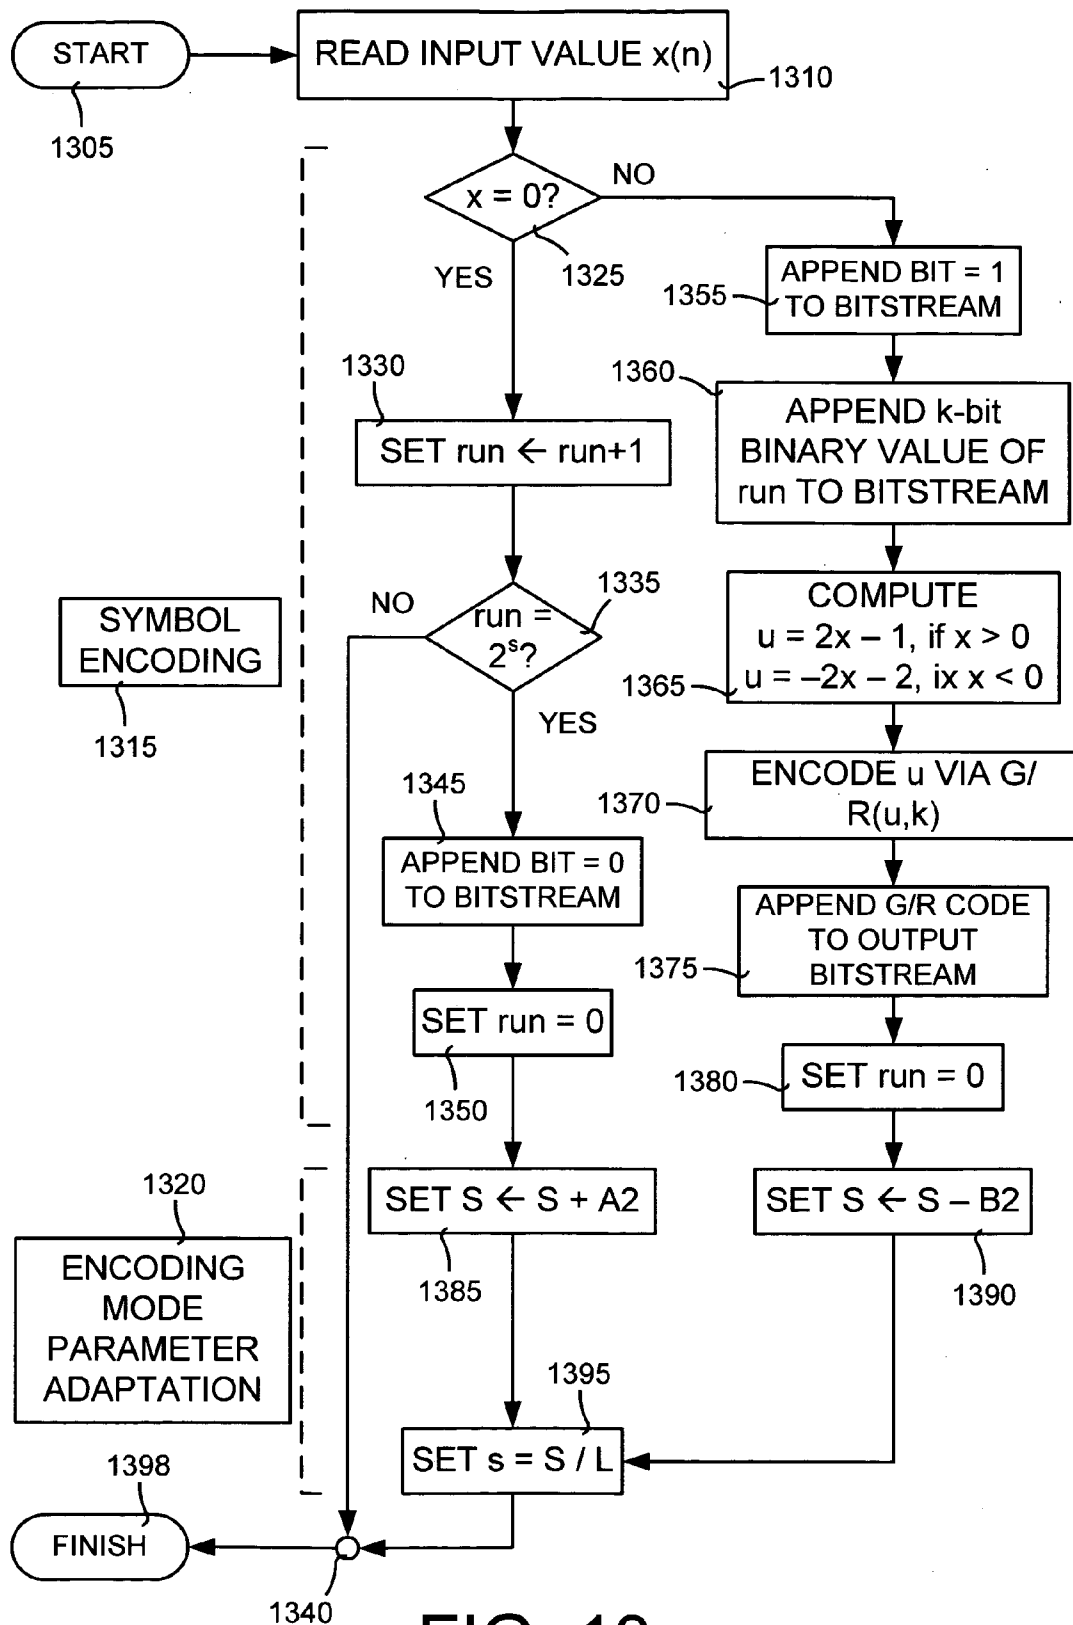 START
1305
READ INPUT VALUE x(n)
1310
x = 0?
1325
NO
YES
APPEND BIT = 1
TO BITSTREAM
1355
1330
SET run ← run+1
1360
APPEND k-bit
BINARY VALUE OF
run TO BITSTREAM
run =
2ˢ?
1335
NO
YES
SYMBOL
ENCODING
1315
COMPUTE
u = 2x – 1, if x > 0
u = –2x – 2, ix x < 0
1365
ENCODE u VIA G/
R(u,k)
1370
1345
APPEND BIT = 0
TO BITSTREAM
APPEND G/R CODE
TO OUTPUT
BITSTREAM
1375
SET run = 0
1350
SET run = 0
1380
SET S ← S + A2
1385
SET S ← S – B2
1390
1320
ENCODING
MODE
PARAMETER
ADAPTATION
1395
SET s = S / L
1398
FINISH
1340